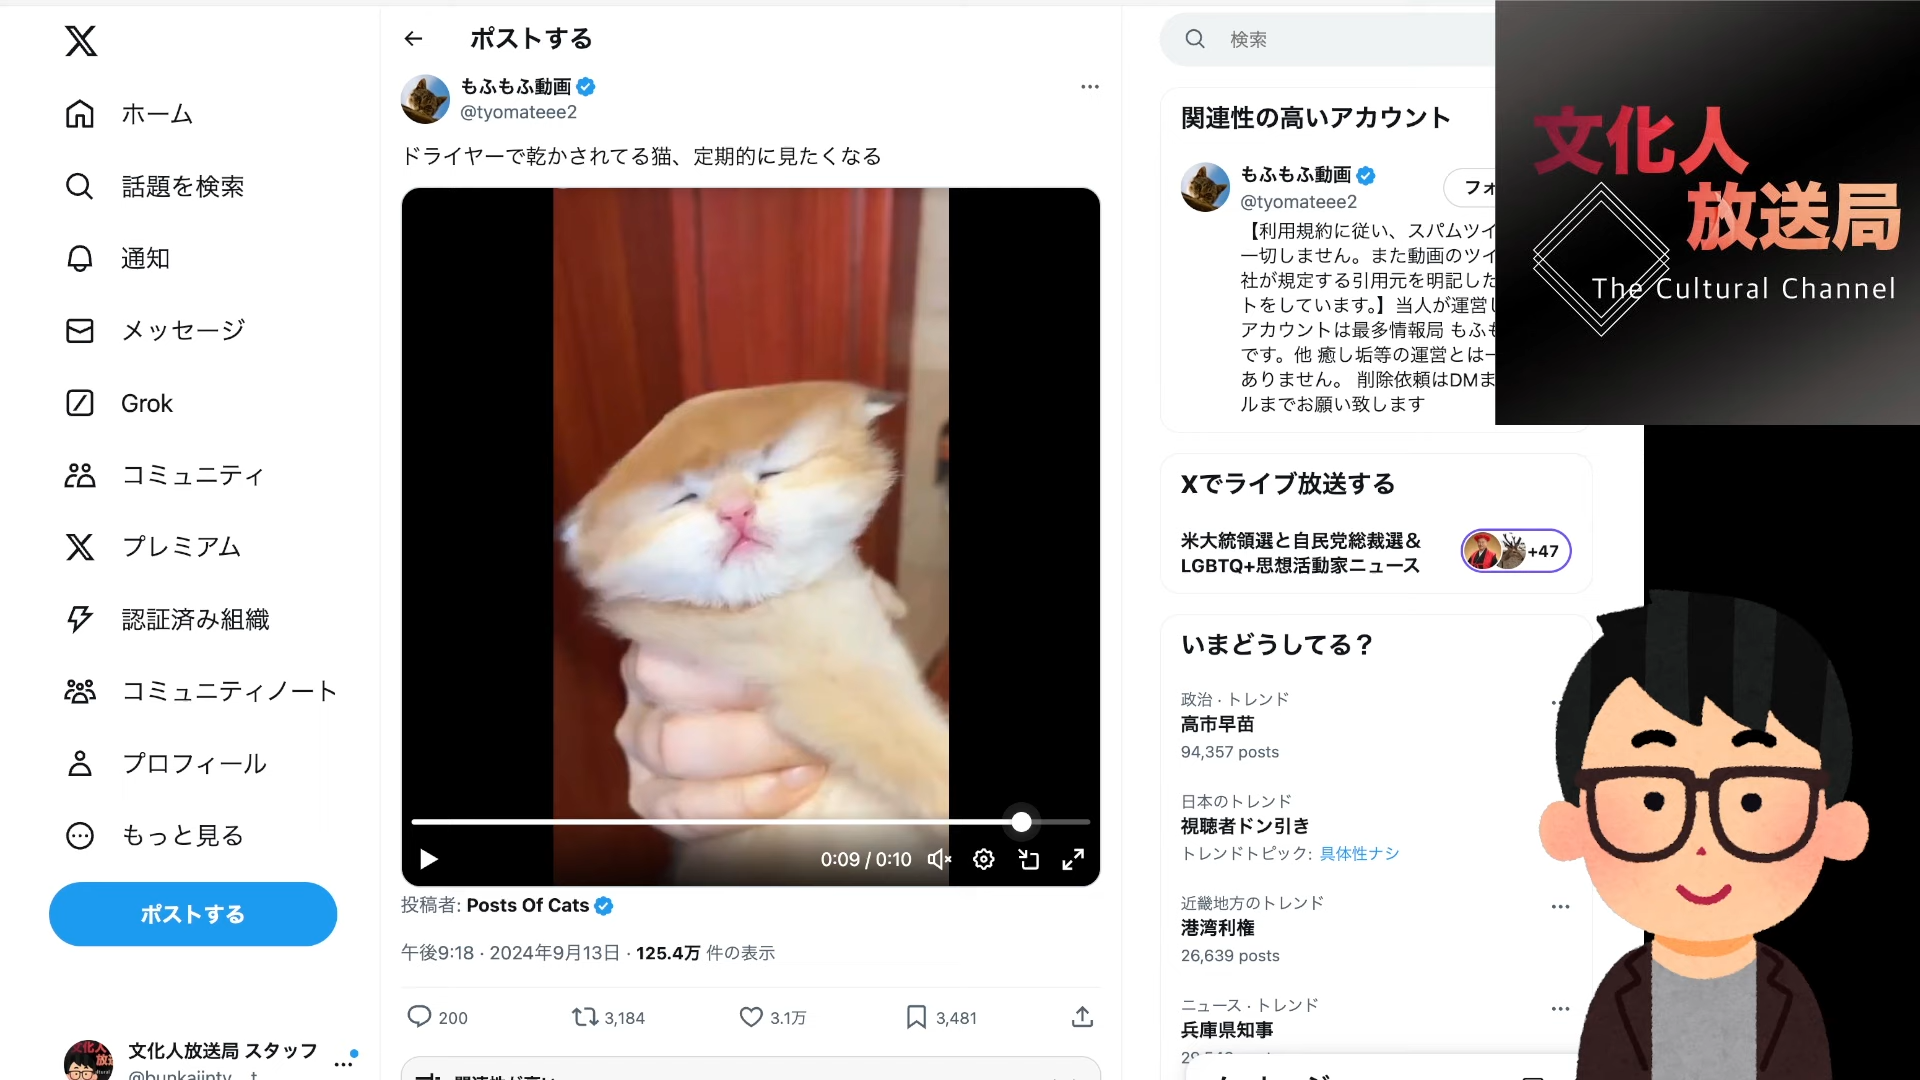 ホーム
話題を検索
通知
メッセージ
Grok
コミュニティ
プレミアム
認証済み組織
コミュニティノート
プロフィール
もっと見る
ポストする
文化人放送局 スタッフ
ポストする
もふもふ動画
@tyomateee2
ドライヤーで乾かされてる猫、定期的に見たくなる
0:09 / 0:10
投稿者: Posts Of Cats
午後9:18 · 2024年9月13日 · 125.4万 件の表示
200
3,184
3.1万
3,481
検索
関連性の高いアカウント
もふもふ動画
@tyomateee2
フォ
【利用規約に従い、スパムツイ
一切しません。また動画のツイ
社が規定する引用元を明記した
トをしています。】当人が運営し
アカウントは最多情報局 もふも
です。他 癒し垢等の運営とは一
ありません。 削除依頼はDMま
ルまでお願い致します
Xでライブ放送する
米大統領選と自民党総裁選&
LGBTQ+思想活動家ニュース
+47
いまどうしてる?
政治 · トレンド
高市早苗
94,357 posts
日本のトレンド
視聴者ドン引き
トレンドトピック: 具体性ナシ
近畿地方のトレンド
港湾利権
26,639 posts
ニュース · トレンド
兵庫県知事
文化人
放送局
The Cultural Channel